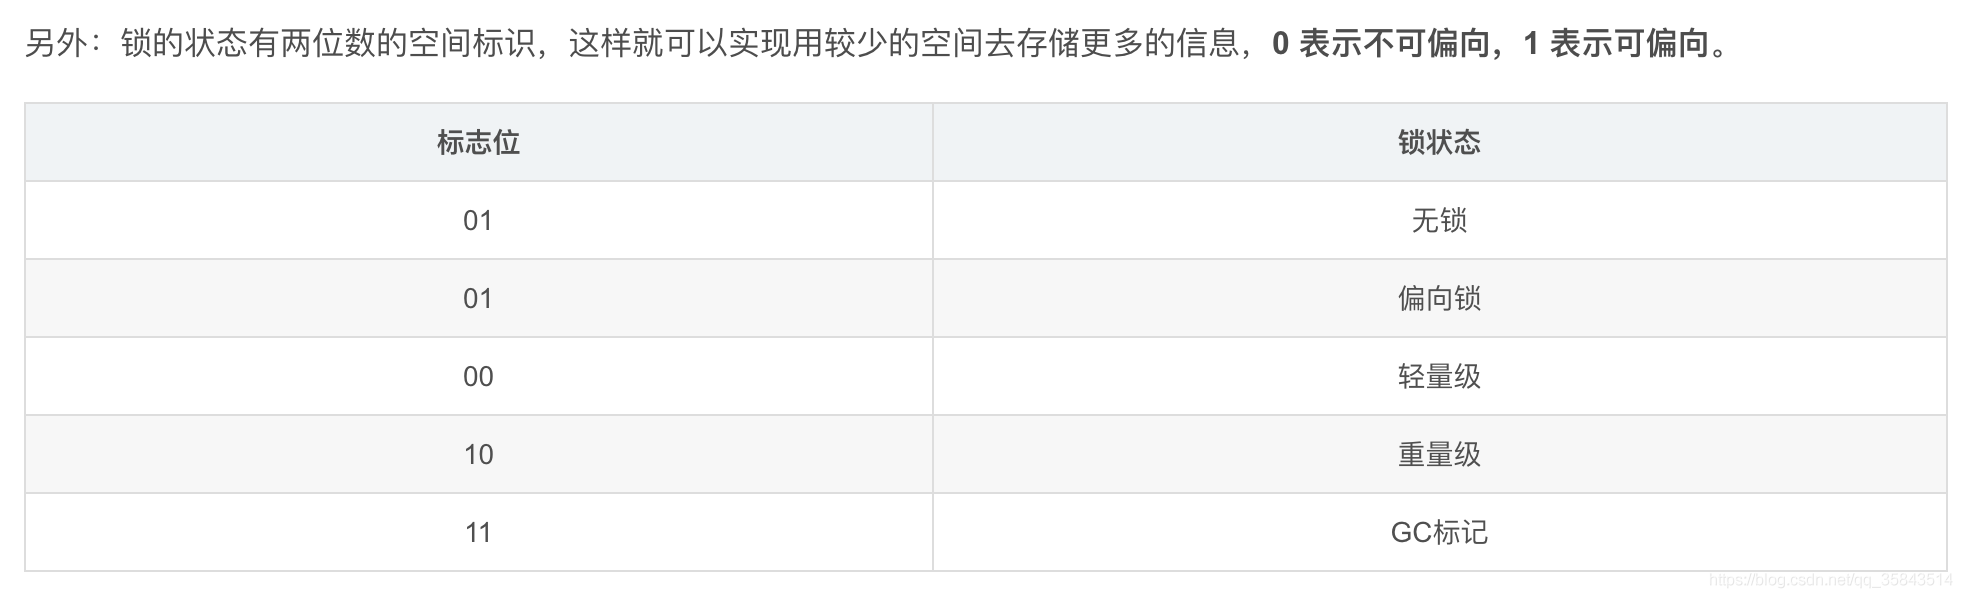 另外：锁的状态有两位数的空间标识，这样就可以实现用较少的空间去存储更多的信息，0 表示不可偏向，1 表示可偏向。
标志位 锁状态
01 无锁
01 偏向锁
00 轻量级
10 重量级
11 GC标记
https://blog.csdn.net/qq_35843514